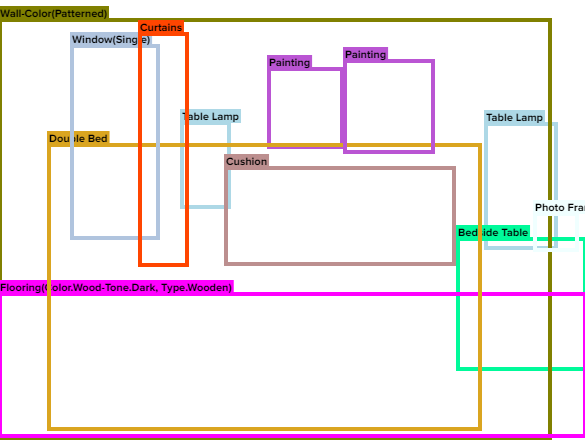 Wall-Color(Patterned)
Curtains
Window(Single)
Painting
Painting
Table Lamp
Table Lamp
Double Bed
Cushion
Photo Fra
Bedside Table
Flooring(Color.Wood-Tone.Dark, Type.Wooden)